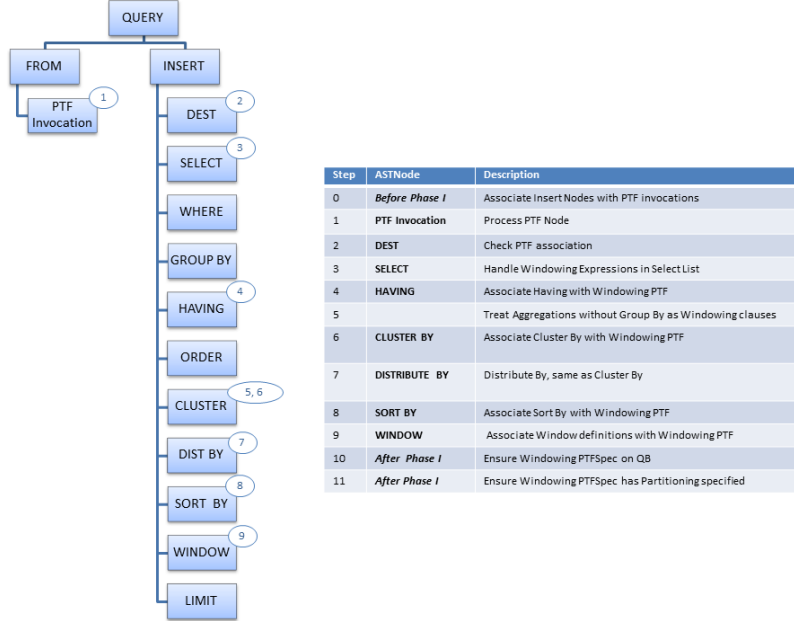 QUERY
FROM
INSERT
PTF
Invocation
1
DEST
2
SELECT
3
WHERE
GROUP BY
HAVING
4
ORDER
CLUSTER
5, 6
DIST BY
7
SORT BY
8
WINDOW
9
LIMIT
Step ASTNode Description
0 Before Phase I Associate Insert Nodes with PTF invocations
1 PTF Invocation Process PTF Node
2 DEST Check PTF association
3 SELECT Handle Windowing Expressions in Select List
4 HAVING Associate Having with Windowing PTF
5 Treat Aggregations without Group By as Windowing clauses
6 CLUSTER BY Associate Cluster By with Windowing PTF
7 DISTRIBUTE BY Distribute By, same as Cluster By
8 SORT BY Associate Sort By with Windowing PTF
9 WINDOW Associate Window definitions with Windowing PTF
10 After Phase I Ensure Windowing PTFSpec on QB
11 After Phase I Ensure Windowing PTFSpec has Partitioning specified